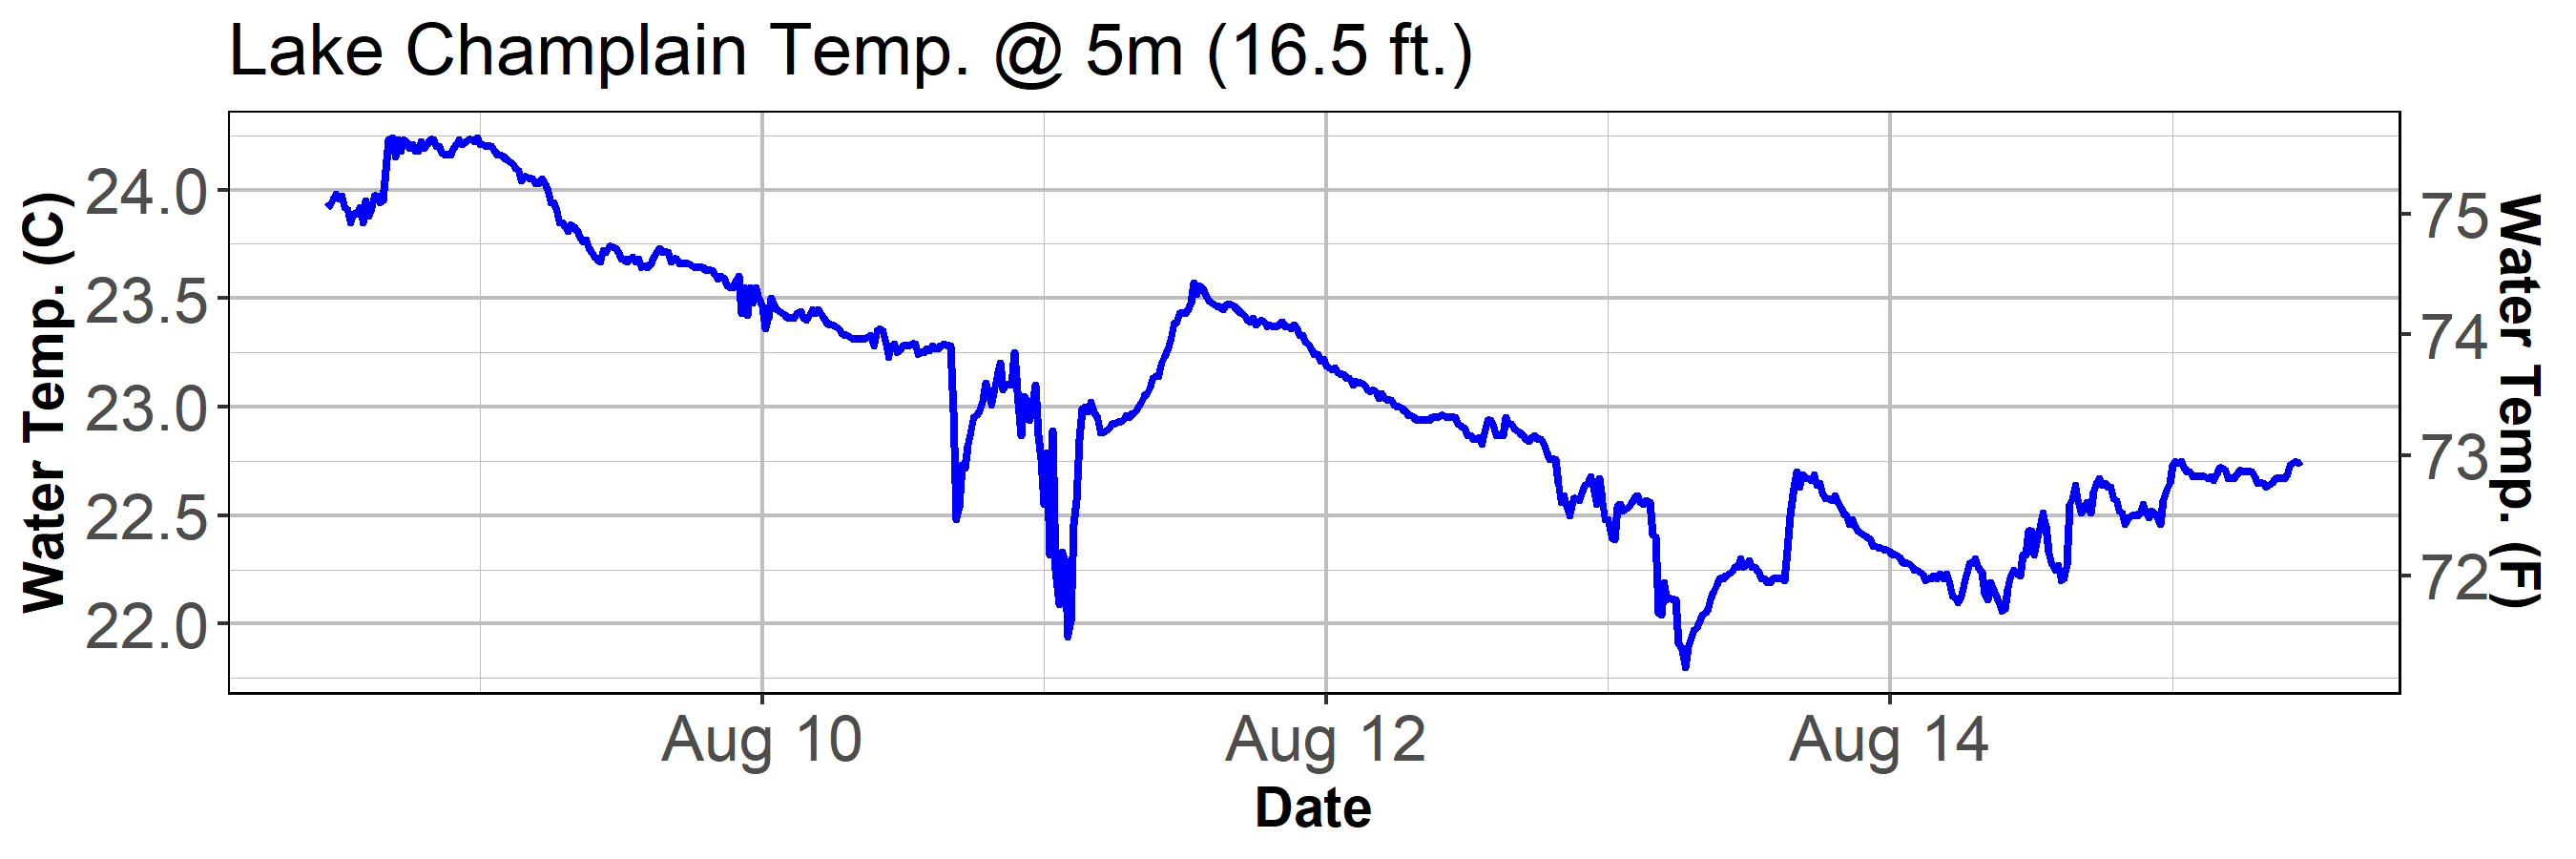 Lake Champlain Temp. @ 5m (16.5 ft.)
Water Temp. (C)
24.0
23.5
23.0
22.5
22.0
75
74
73
72
Water Temp. (F)
Aug 10
Aug 12
Aug 14
Date